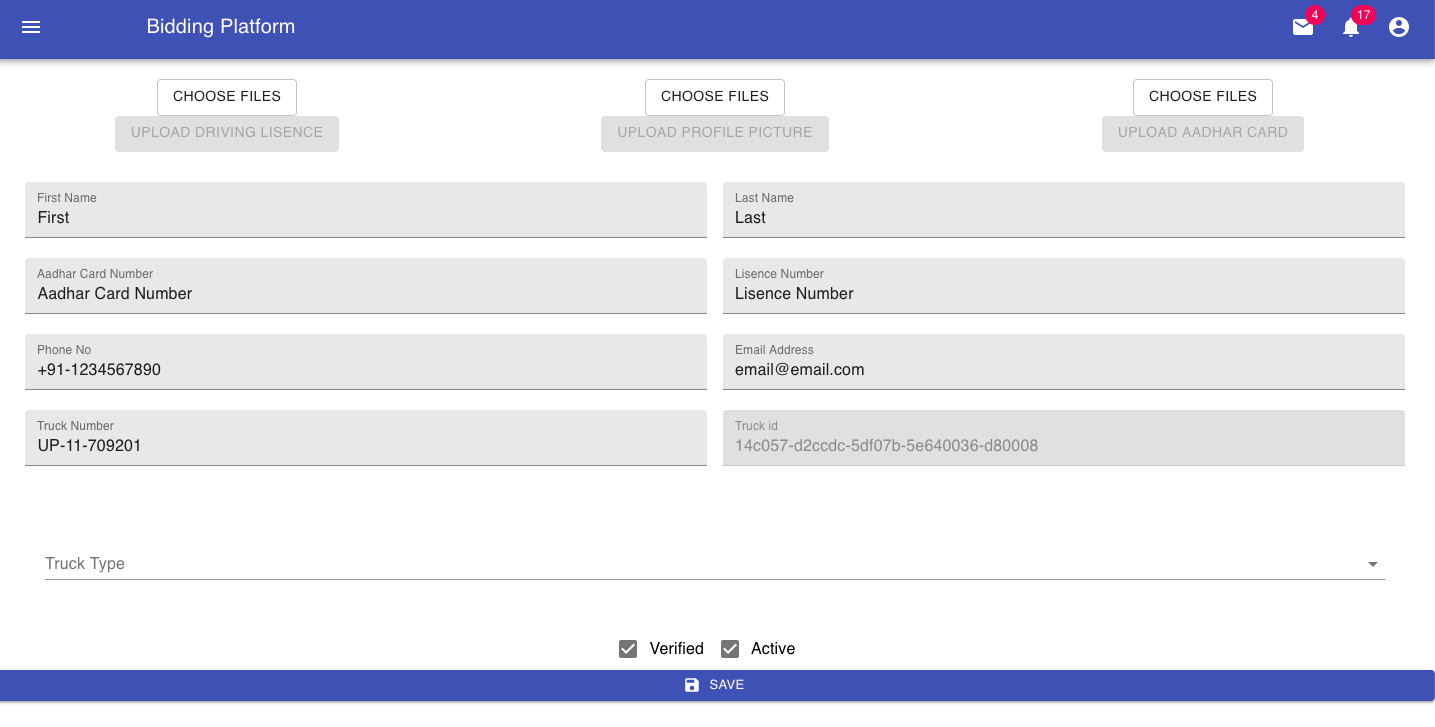 Bidding Platform
4
17
CHOOSE FILES
CHOOSE FILES
CHOOSE FILES
UPLOAD DRIVING LISENCE
UPLOAD PROFILE PICTURE
UPLOAD AADHAR CARD
First Name
First
Last Name
Last
Aadhar Card Number
Aadhar Card Number
Lisence Number
Lisence Number
Phone No
+91-1234567890
Email Address
email@email.com
Truck Number
UP-11-709201
Truck id
14c057-d2ccdc-5df07b-5e640036-d80008
Truck Type
Verified
Active
SAVE